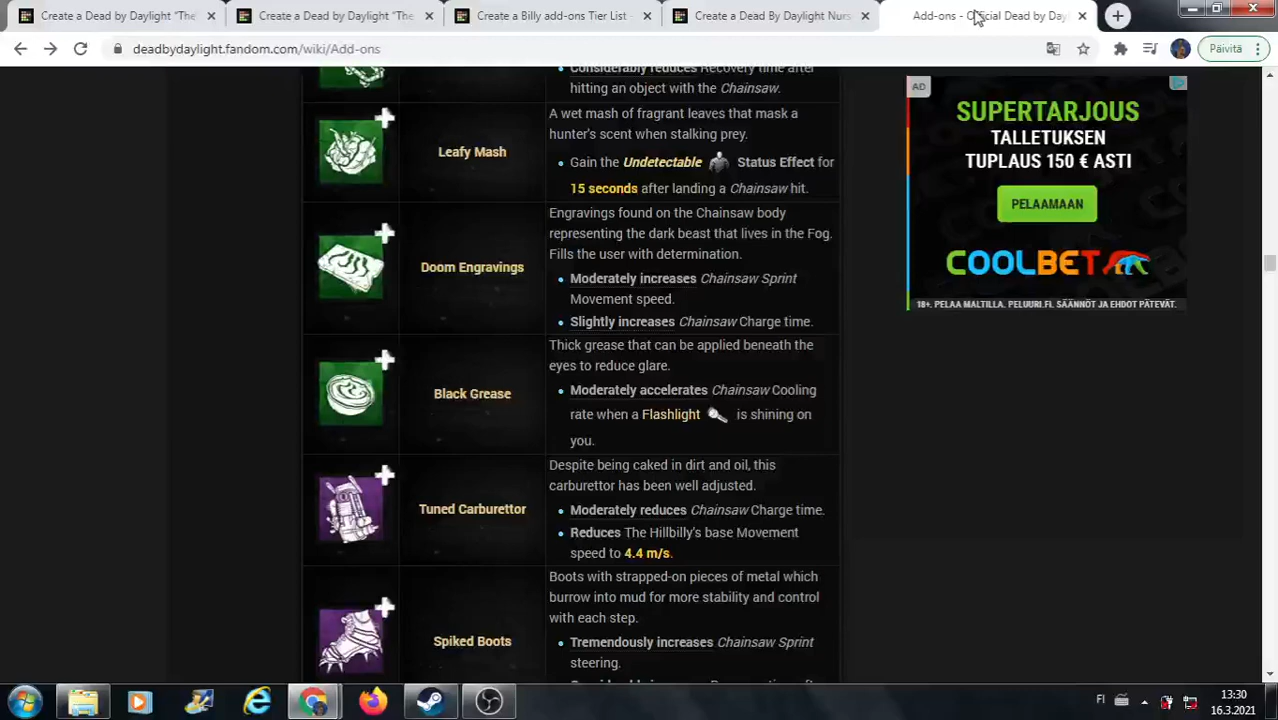 Create a Dead by Daylight "The
Create a Dead by Daylight "The
Create a Billy add-ons Tier List -
Create a Dead By Daylight Nurs
Add-ons - Official Dead by Day
deadbydaylight.fandom.com/wiki/Add-ons
Päivitä
Considerably reduces Recovery time after
hitting an object with the Chainsaw.
Leafy Mash
A wet mash of fragrant leaves that mask a
hunter's scent when stalking prey.
Gain the Undetectable Status Effect for
15 seconds after landing a Chainsaw hit.
Doom Engravings
Engravings found on the Chainsaw body
representing the dark beast that lives in the Fog.
Fills the user with determination.
Moderately increases Chainsaw Sprint
Movement speed.
Slightly increases Chainsaw Charge time.
Black Grease
Thick grease that can be applied beneath the
eyes to reduce glare.
Moderately accelerates Chainsaw Cooling
rate when a Flashlight is shining on
you.
Tuned Carburettor
Despite being caked in dirt and oil, this
carburettor has been well adjusted.
Moderately reduces Chainsaw Charge time.
Reduces The Hillbilly's base Movement
speed to 4.4 m/s.
Spiked Boots
Boots with strapped-on pieces of metal which
burrow into mud for more stability and control
with each step.
Tremendously increases Chainsaw Sprint
steering.
AD
SUPERTARJOUS
TALLETUKSEN
TUPLAUS 150 € ASTI
PELAAMAAN
COOLBET
18+. PELAA MALTILLA. PELUURI.FI. SÄÄNNÖT JA EHDOT PÄTEVÄT.
FI
13:30
16.3.2021